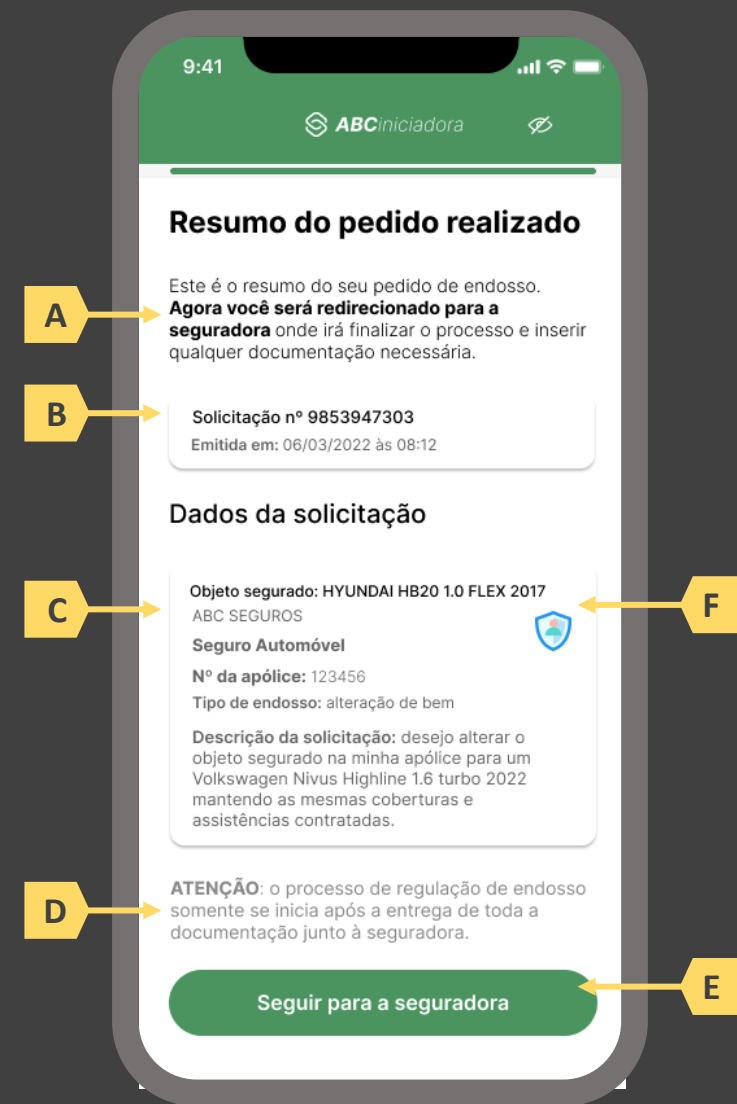 9:41
ABCiniciadora
Resumo do pedido realizado
Este é o resumo do seu pedido de endosso.
A
Agora você será redirecionado para a
seguradora onde irá finalizar o processo e inserir
qualquer documentação necessária.
B
Solicitação nº 9853947303
Emitida em: 06/03/2022 às 08:12
Dados da solicitação
C
Objeto segurado: HYUNDAI HB20 1.0 FLEX 2017
F
ABC SEGUROS
Seguro Automóvel
Nº da apólice: 123456
Tipo de endosso: alteração de bem
Descrição da solicitação: desejo alterar o
objeto segurado na minha apólice para um
Volkswagen Nivus Highline 1.6 turbo 2022
mantendo as mesmas coberturas e
assistências contratadas.
D
ATENÇÃO: o processo de regulação de endosso
somente se inicia após a entrega de toda a
documentação junto à seguradora.
E
Seguir para a seguradora